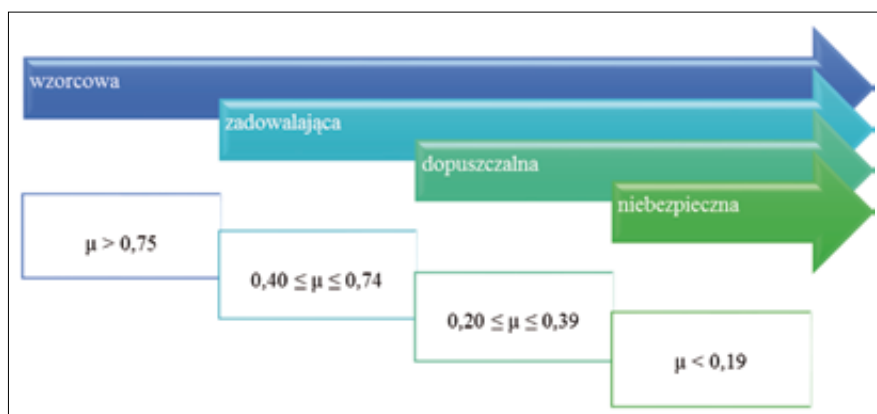 wzorcowa
zadowalająca
dopuszczalna
niebezpieczna
μ > 0,75
0,40 ≤ μ ≤ 0,74
0,20 ≤ μ ≤ 0,39
μ < 0,19